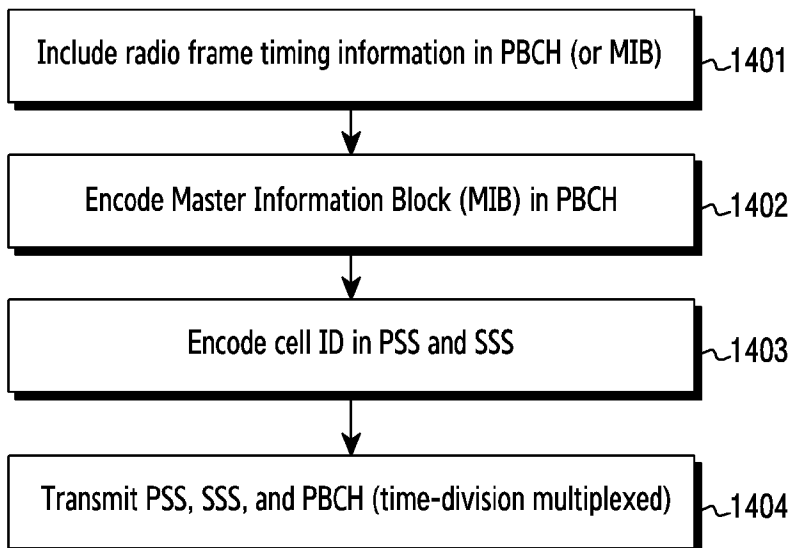 Include radio frame timing information in PBCH (or MIB)
1401
Encode Master Information Block (MIB) in PBCH
1402
Encode cell ID in PSS and SSS
1403
Transmit PSS, SSS, and PBCH (time-division multiplexed)
1404